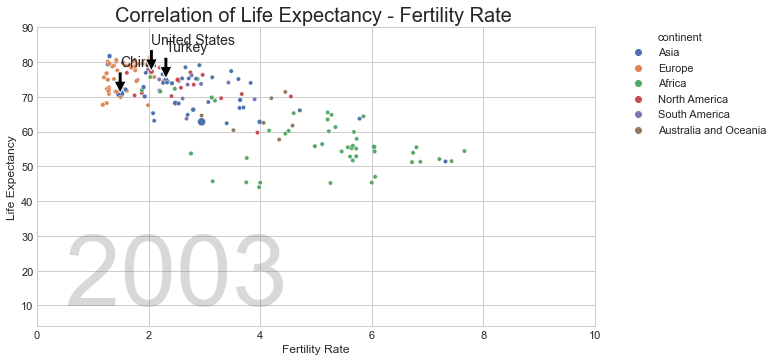 Correlation of Life Expectancy - Fertility Rate
90
80
70
60
50
40
30
20
10
Life Expectancy
United States
Turkey
China
2003
0
2
4
6
8
10
Fertility Rate
continent
Asia
Europe
Africa
North America
South America
Australia and Oceania